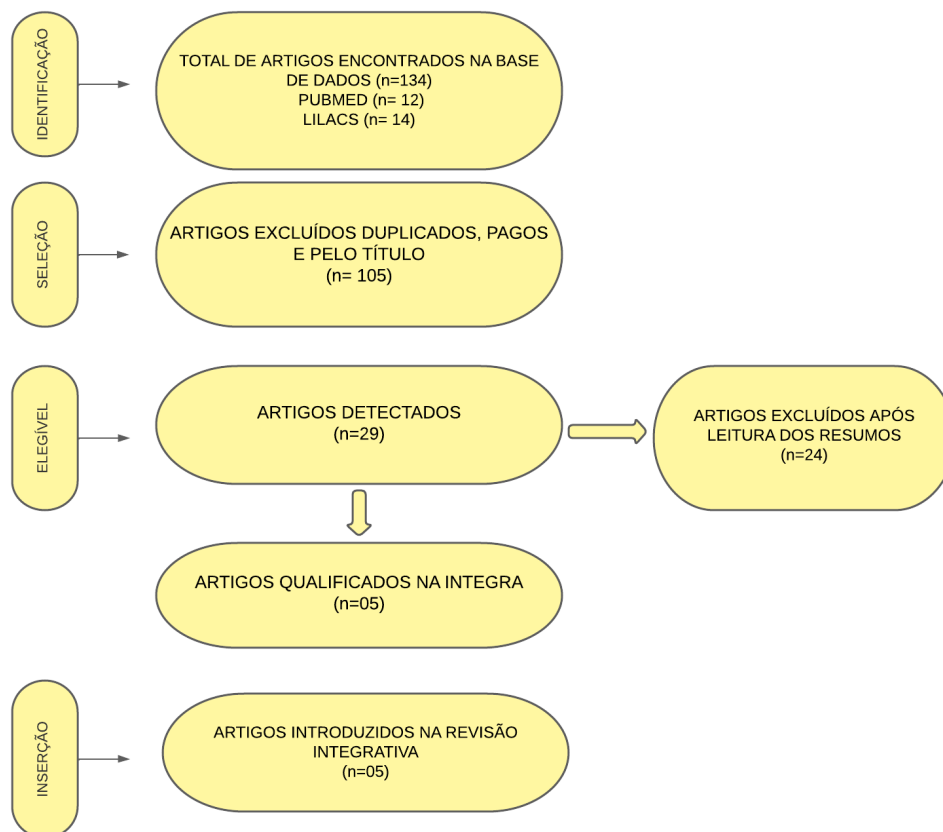 IDENTIFICAÇÃO
TOTAL DE ARTIGOS ENCONTRADOS NA BASE
DE DADOS (n=134)
PUBMED (n= 12)
LILACS (n= 14)
SELEÇÃO
ARTIGOS EXCLUÍDOS DUPLICADOS, PAGOS
E PELO TÍTULO
(n= 105)
ELEGÍVEL
ARTIGOS DETECTADOS
(n=29)
ARTIGOS EXCLUÍDOS APÓS
LEITURA DOS RESUMOS
(n=24)
ARTIGOS QUALIFICADOS NA INTEGRA
(n=05)
INSERÇÃO
ARTIGOS INTRODUZIDOS NA REVISÃO
INTEGRATIVA
(n=05)